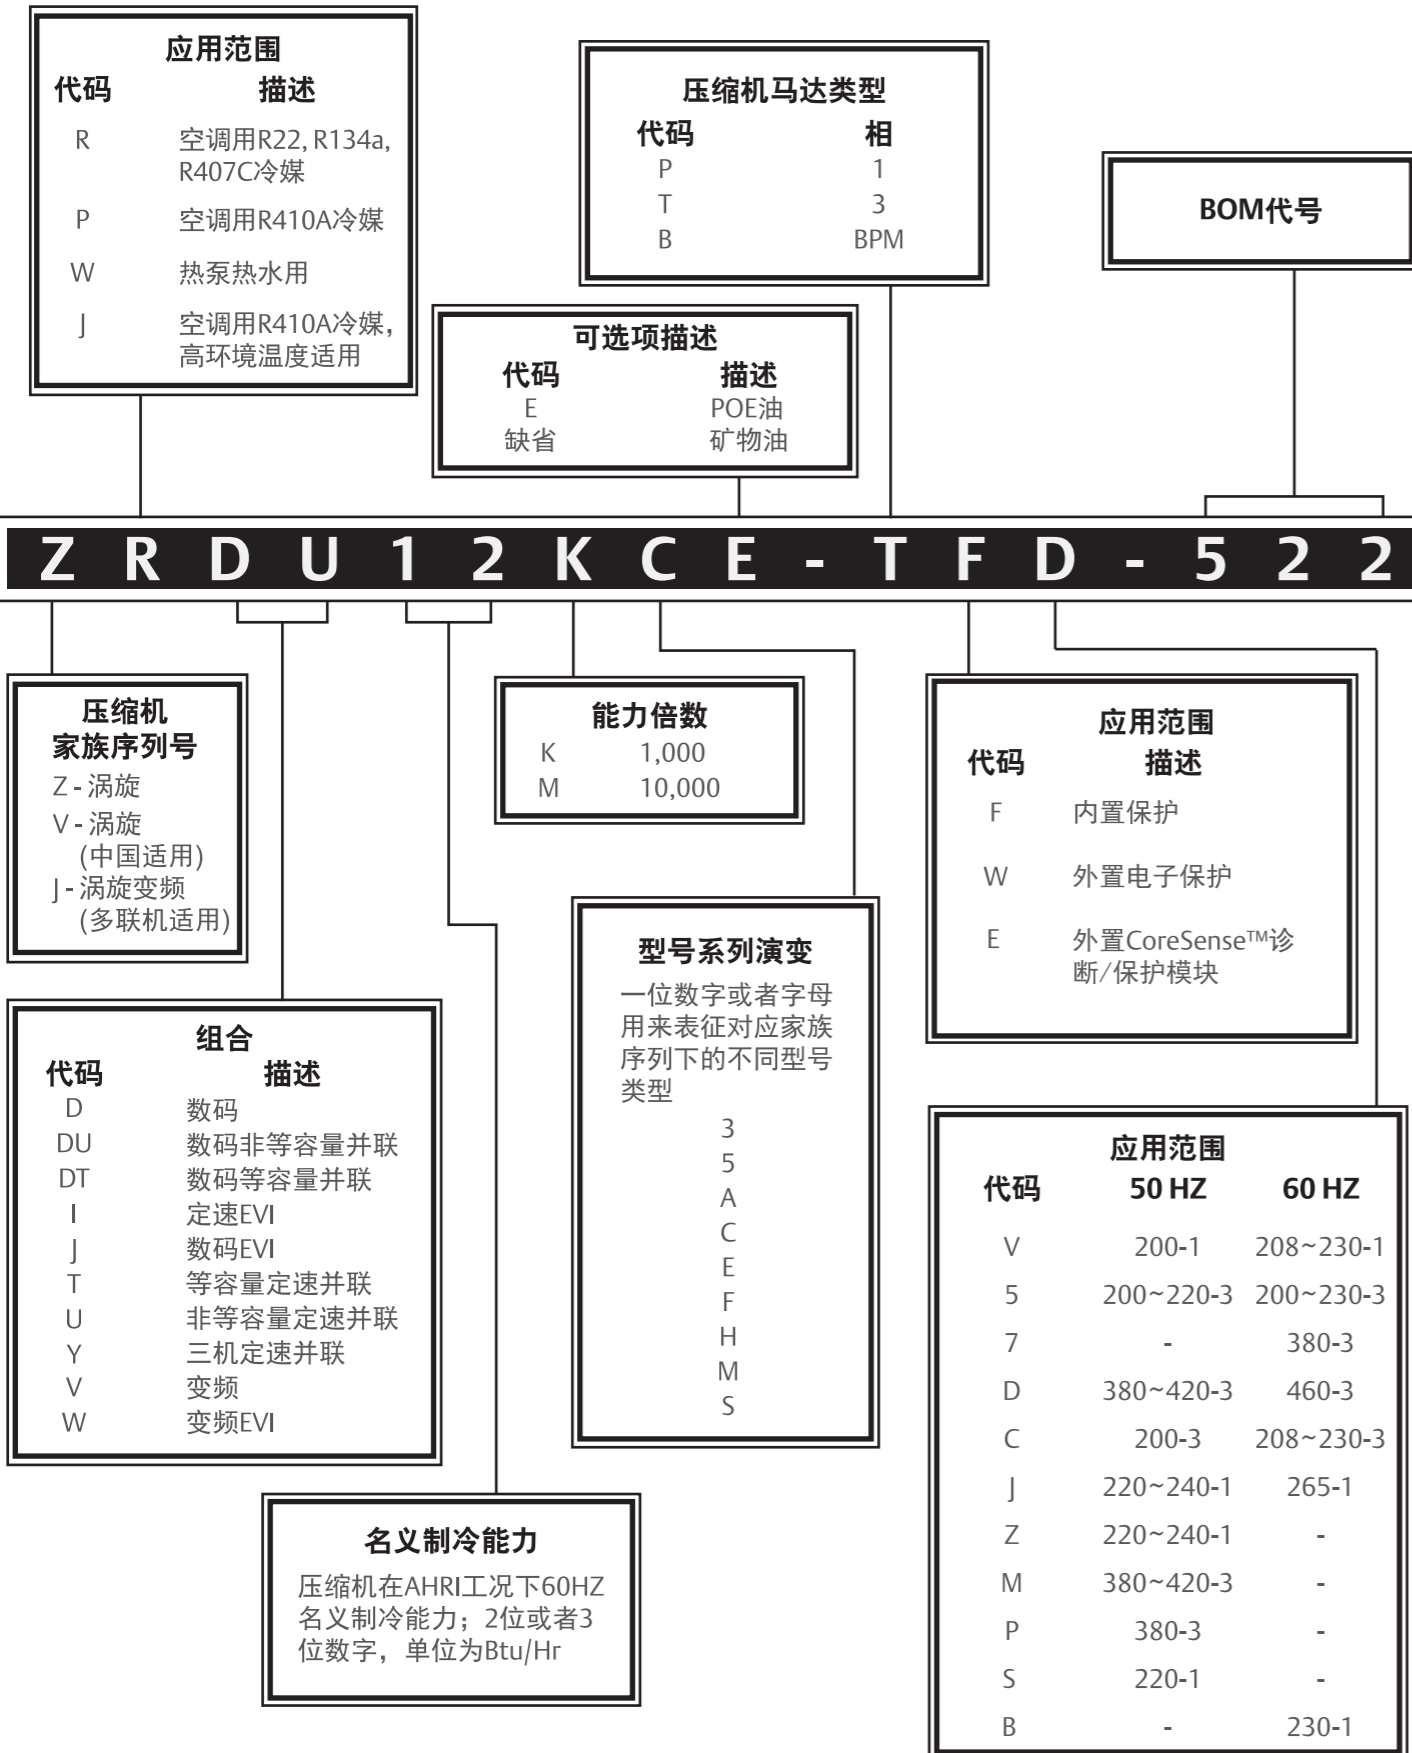 应用范围
代码 描述
R 空调用R22, R134a,
R407C冷媒
P 空调用R410A冷媒
W 热泵热水用
J 空调用R410A冷媒,
高环境温度适用
压缩机马达类型
代码 相
P 1
T 3
B BPM
BOM代号
可选项描述
代码 描述
E POE油
缺省 矿物油
Z R D U 1 2 K C E - T F D - 5 2 2
压缩机
家族序列号
Z - 涡旋
V - 涡旋
(中国适用)
J - 涡旋变频
(多联机适用)
能力倍数
K 1,000
M 10,000
应用范围
代码 描述
F 内置保护
W 外置电子保护
E 外置CoreSense™诊
断/保护模块
型号系列演变
一位数字或者字母
用来表征对应家族
序列下的不同型号
类型
3
5
A
C
E
F
H
M
S
组合
代码 描述
D 数码
DU 数码非等容量并联
DT 数码等容量并联
I 定速EVI
J 数码EVI
T 等容量定速并联
U 非等容量定速并联
Y 三机定速并联
V 变频
W 变频EVI
名义制冷能力
压缩机在AHRI工况下60HZ
名义制冷能力；2位或者3
位数字，单位为Btu/Hr
应用范围
代码 50 HZ 60 HZ
V 200-1 208~230-1
5 200~220-3 200~230-3
7 - 380-3
D 380~420-3 460-3
C 200-3 208~230-3
J 220~240-1 265-1
Z 220~240-1 -
M 380~420-3 -
P 380-3 -
S 220-1 -
B - 230-1